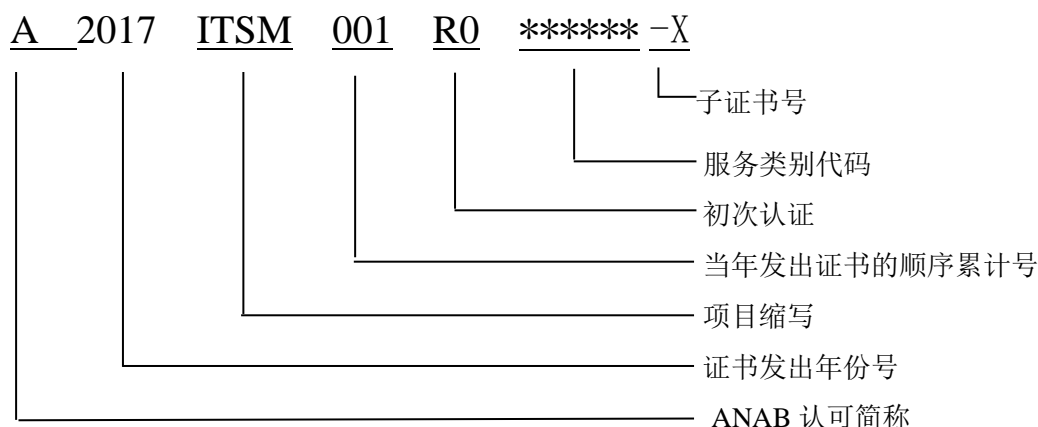 A 2017 ITSM 001 R0 ****** -X
子证书号
服务类别代码
初次认证
当年发出证书的顺序累计号
项目缩写
证书发出年份号
ANAB 认可简称